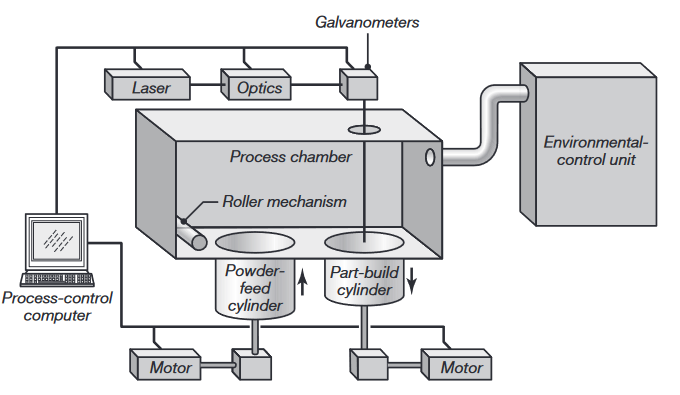 Galvanometers
Laser
Optics
Environmental-
control unit
Process chamber
Roller mechanism
Powder-
feed
cylinder
Part-build
cylinder
Process-control
computer
Motor
Motor